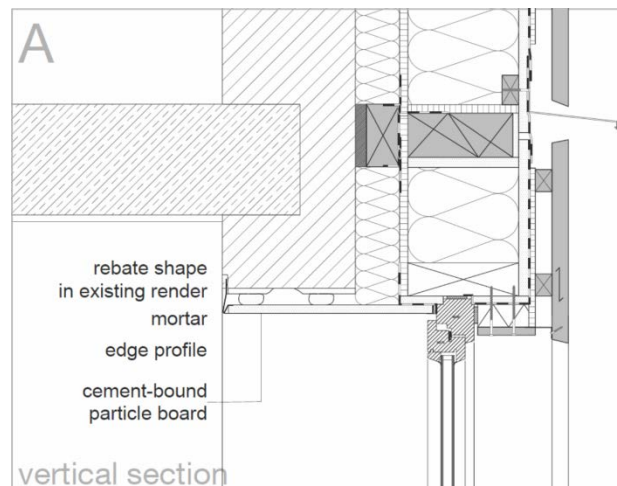 A
rebate shape
in existing render
mortar
edge profile
cement-bound
particle board
vertical section